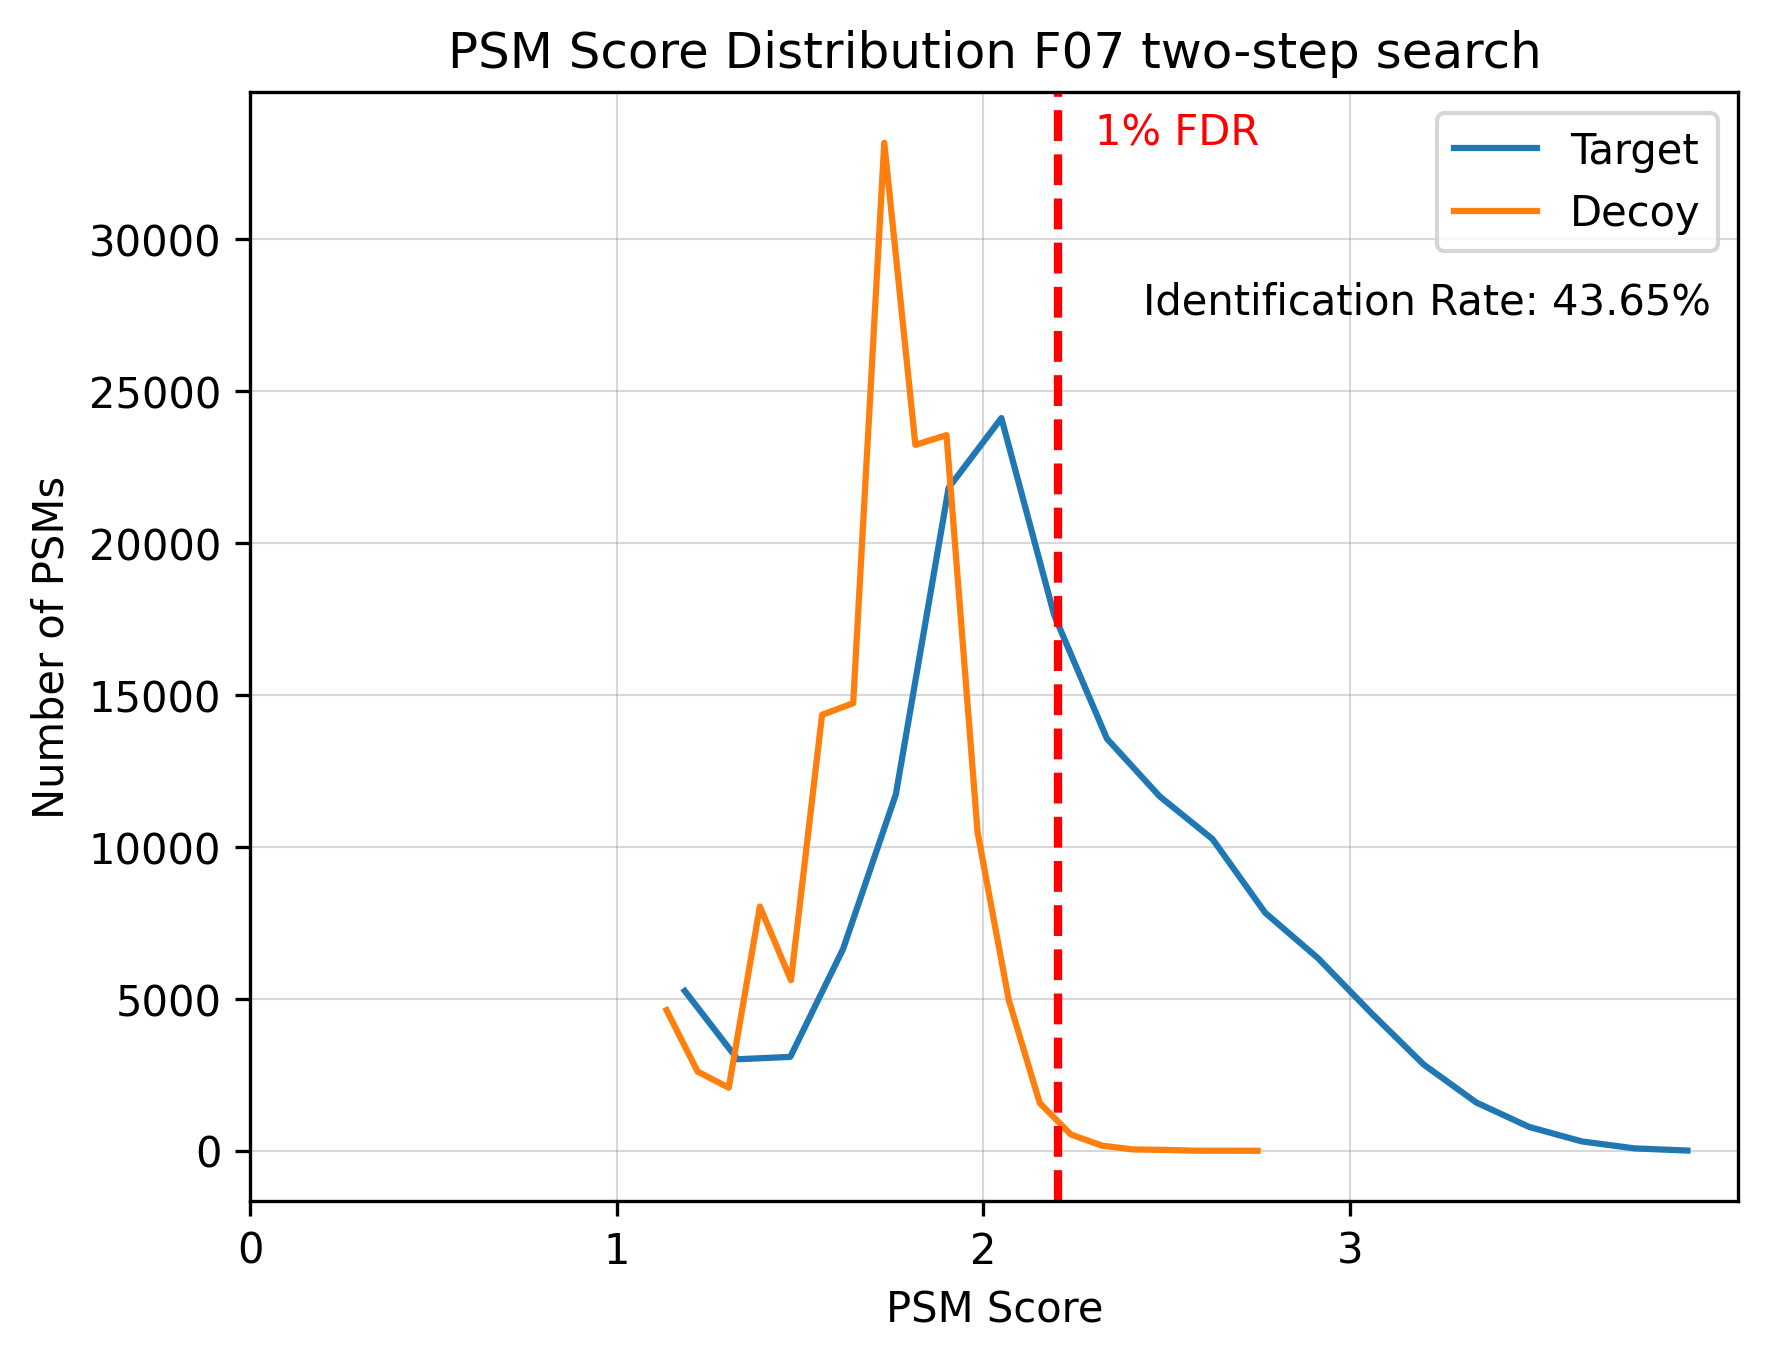 PSM Score Distribution F07 two-step search
1% FDR
Target
Decoy
Identification Rate: 43.65%
Number of PSMs
30000
25000
20000
15000
10000
5000
0
0 1 2 3
PSM Score